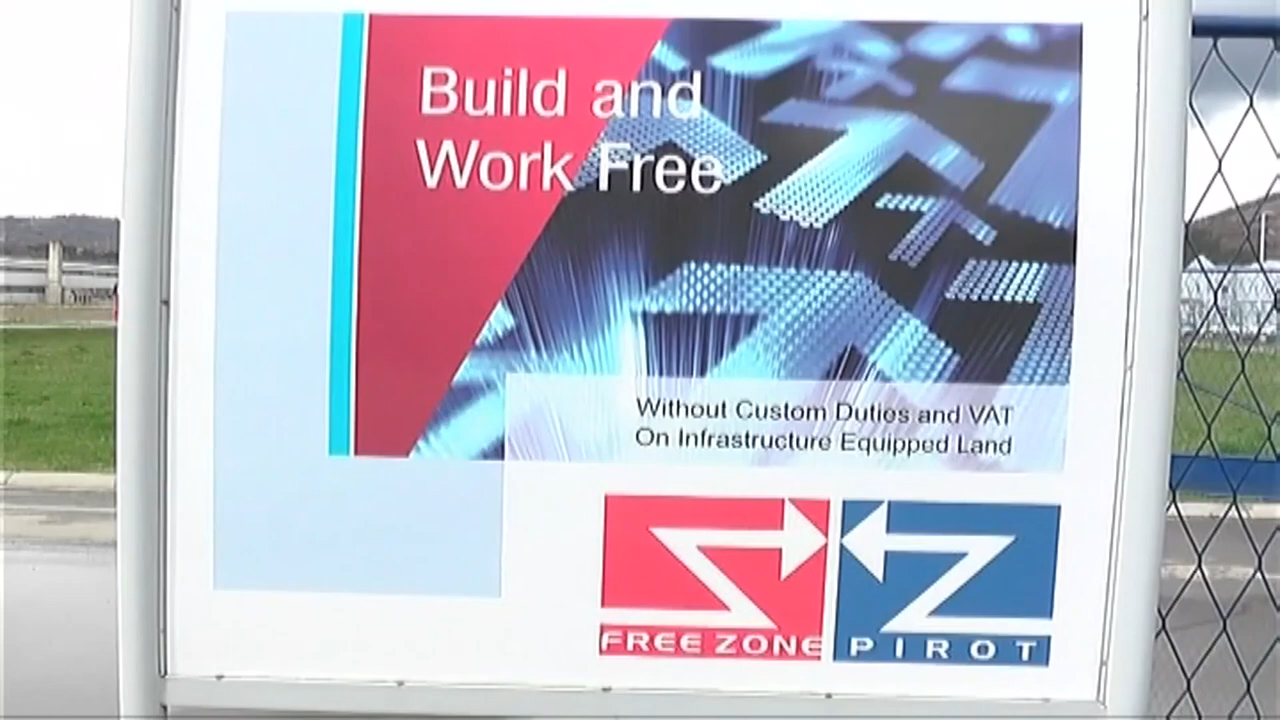 Build and
Work Free
Without Custom Duties and VAT
On Infrastructure Equipped Land
FREE ZONE PIROT